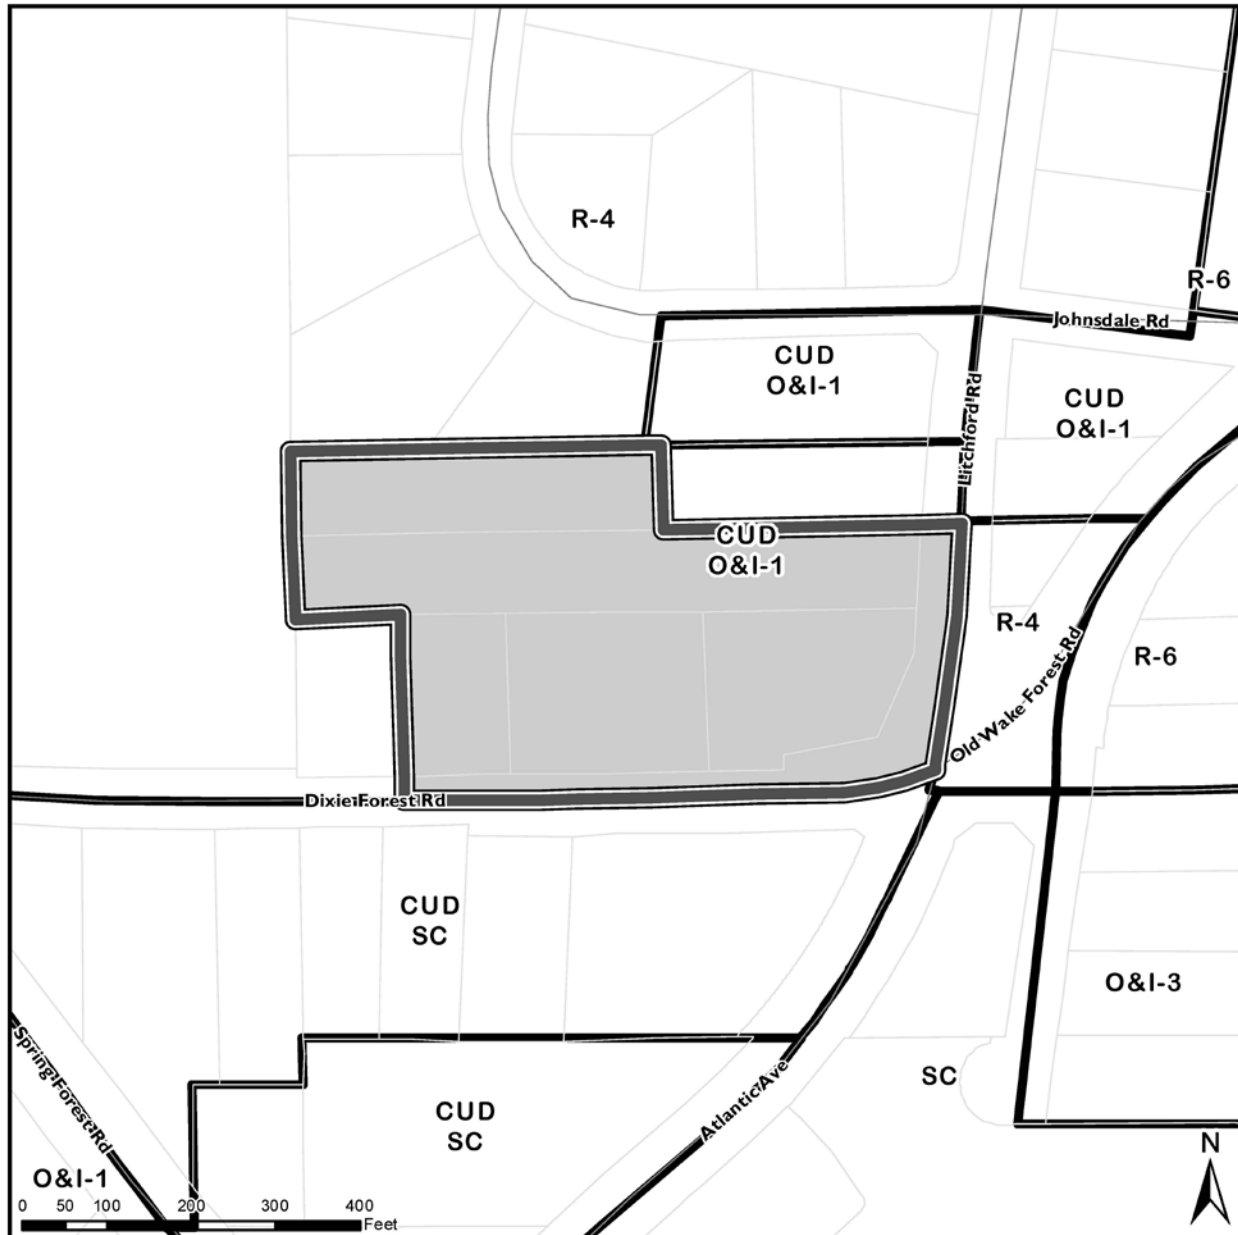 R-4
R-6
Johnsdale Rd
CUD
O&I-1
CUD
O&I-1
Litchford Rd
CUD
O&I-1
R-4
R-6
Old Wake Forest Rd
Dixie Forest Rd
CUD
SC
O&I-3
SC
Spring Forest Rd
Atlantic Ave
CUD
SC
O&I-1
N
0 50 100 200 300 400
Feet